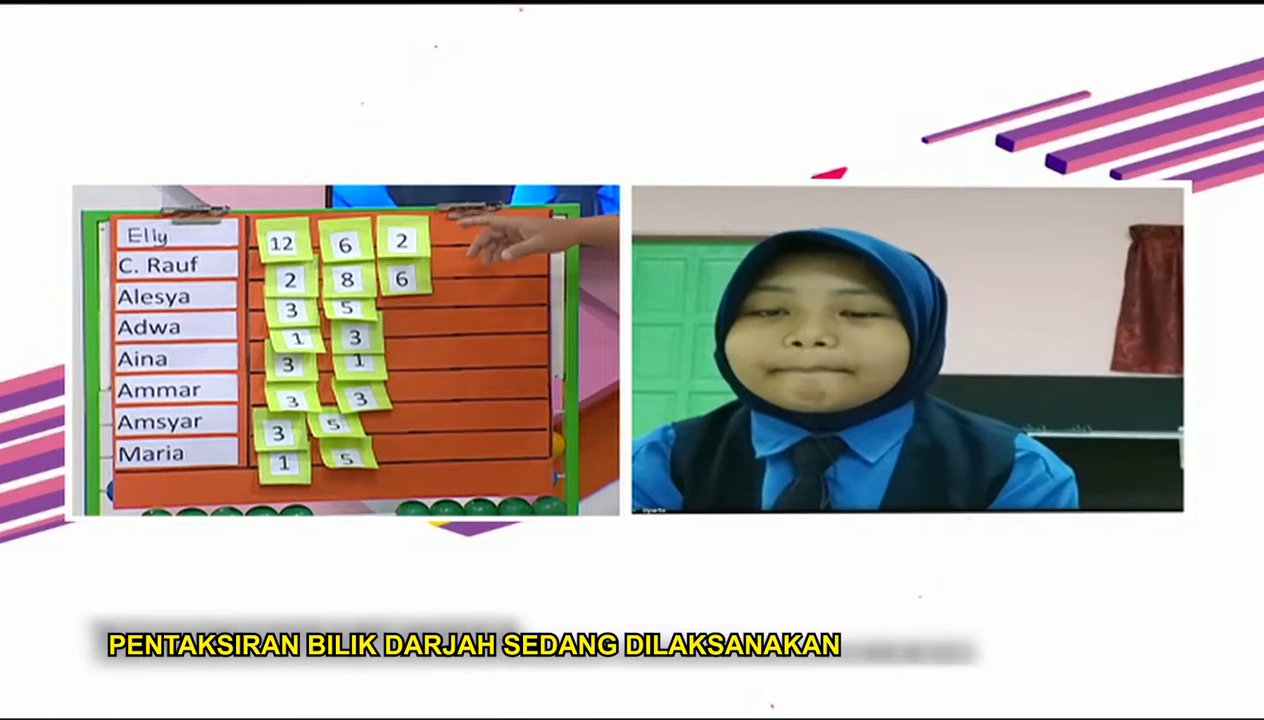 Elly 12 6 2
C. Rauf 2 8 6
Alesya 3 5
Adwa 1 3
Aina 3 1
Ammar 3 3
Amsyar 3 5
Maria 1 5
PENTAKSIRAN BILIK DARJAH SEDANG DILAKSANAKAN